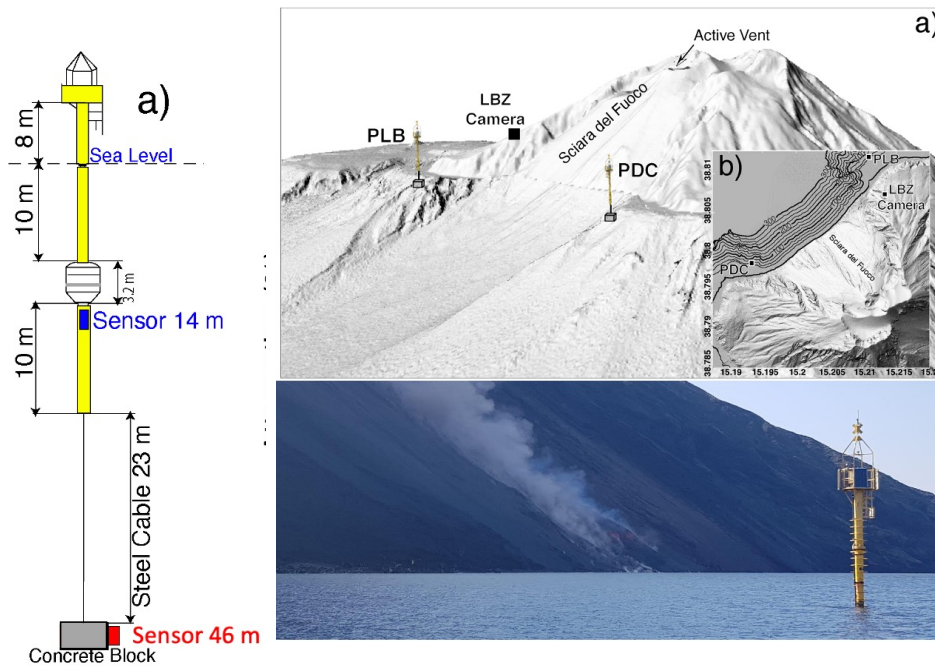 a)
8 m
Sea Level
10 m
3.2 m
Sensor 14 m
10 m
Steel Cable 23 m
Sensor 46 m
Concrete Block
a)
Active Vent
LBZ
Camera
Sciara del Fuoco
PLB
PDC
b)
PLB
LBZ
Camera
Sciara del Fuoco
PDC
38.81
38.805
38.8
38.795
38.79
38.785
15.19
15.195
15.2
15.205
15.21
15.215